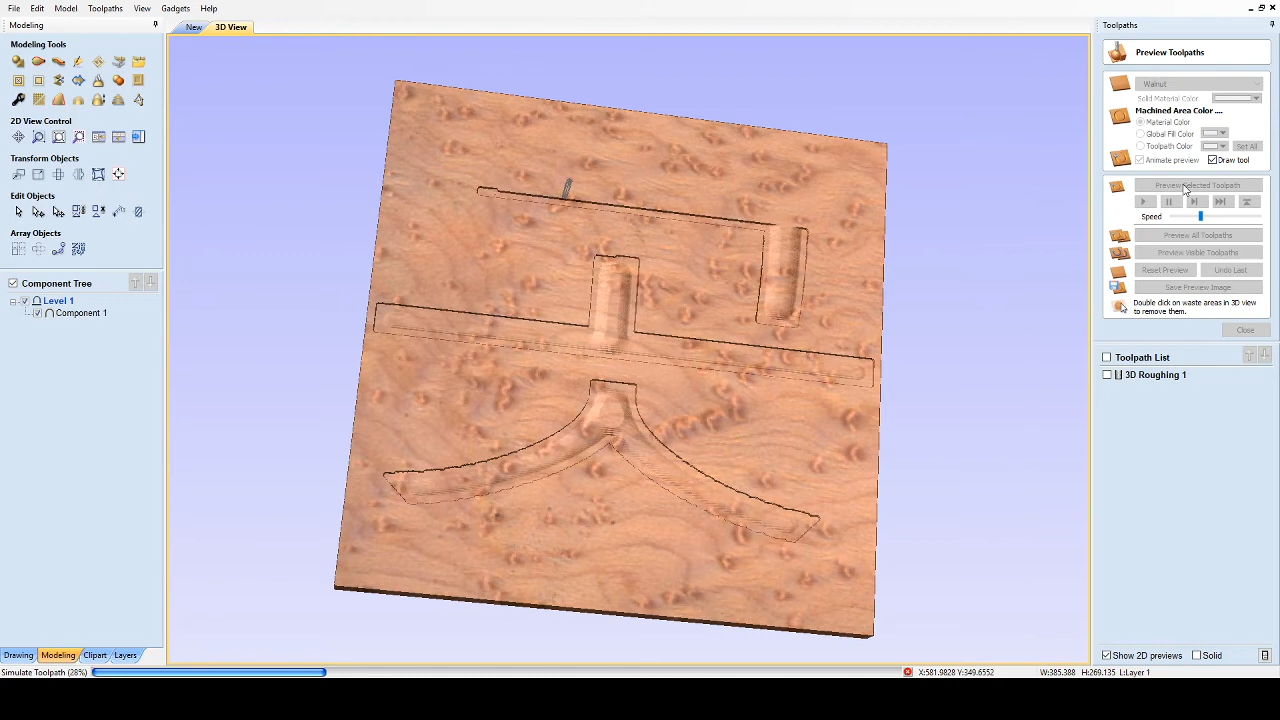 File Edit Model Toolpaths View Gadgets Help
Modeling
New 3D View
Toolpaths
Modeling Tools
2D View Control
Transform Objects
Edit Objects
Array Objects
Component Tree
Level 1
Component 1
Preview Toolpaths
Walnut
Solid Material Color
Machined Area Color ....
Material Color
Global Fill Color
Toolpath Color Set All
Animate preview Draw tool
Preview Selected Toolpath
Speed
Preview All Toolpaths
Preview Visible Toolpaths
Reset Preview Undo Last
Save Preview Image
Double click on waste areas in 3D view
to remove them.
Close
Toolpath List
3D Roughing 1
Drawing Modeling Clipart Layers
Show 2D previews Solid
Simulate Toolpath (28%) X:581.9828 Y:349.6552 W:385.388 H:269.135 L:Layer 1